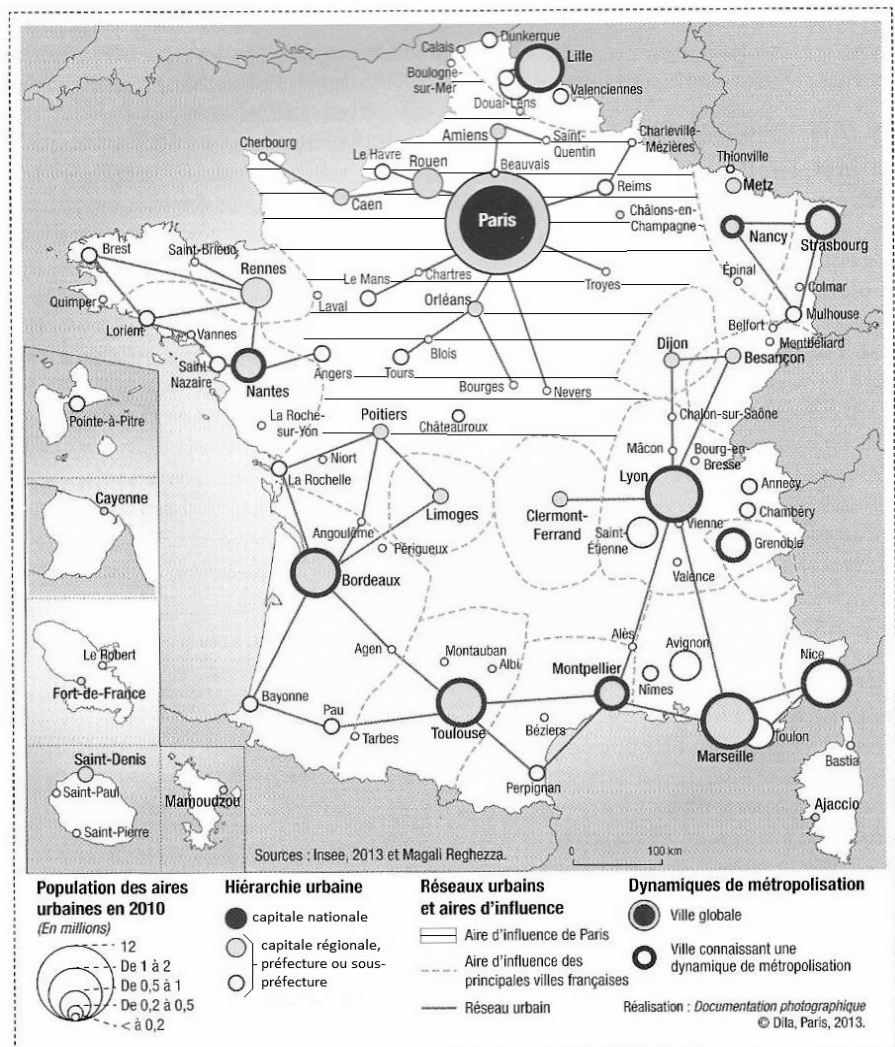 Dunkerque
Calais
Lille
Boulogne-
sur-Mer
Douai-Lens
Valenciennes
Amiens
Saint-
Quentin
Charleville-
Mézières
Cherbourg
Le Havre
Rouen
Beauvais
Thionville
Reims
Metz
Caen
Paris
Châlons-en-
Champagne
Nancy
Strasbourg
Brest
Saint-Brieuc
Rennes
Chartres
Le Mans
Troyes
Épinal
Colmar
Quimper
Laval
Orléans
Mulhouse
Lorient
Vannes
Belfort
Montbéliard
Blois
Dijon
Besançon
Saint-
Nazaire
Nantes
Angers
Tours
Bourges
Nevers
Pointe-à-Pitre
La Roche-
sur-Yon
Poitiers
Châteauroux
Chalon-sur-Saône
Mâcon
Bourg-en-
Bresse
Niort
La Rochelle
Lyon
Annecy
Cayenne
Limoges
Clermont-
Ferrand
Chambéry
Angoulême
Vienne
Saint-
Étienne
Grenoble
Périgueux
Bordeaux
Valence
Agen
Montauban
Albi
Alès
Avignon
Nice
Le Robert
Fort-de-France
Montpellier
Nîmes
Bayonne
Pau
Tarbes
Toulouse
Béziers
Marseille
Toulon
Perpignan
Bastia
Saint-Denis
Saint-Paul
Mamoudzou
Saint-Pierre
Ajaccio
Sources : Insee, 2013 et Magali Reghezza.
0 100 km
Population des aires
urbaines en 2010
(En millions)
12
De 1 à 2
De 0,5 à 1
De 0,2 à 0,5
< à 0,2
Hiérarchie urbaine
capitale nationale
capitale régionale,
préfecture ou sous-
préfecture
Réseaux urbains
et aires d'influence
Aire d'influence de Paris
Aire d'influence des
principales villes françaises
Réseau urbain
Dynamiques de métropolisation
Ville globale
Ville connaissant une
dynamique de métropolisation
Réalisation : Documentation photographique
© Dila, Paris, 2013.